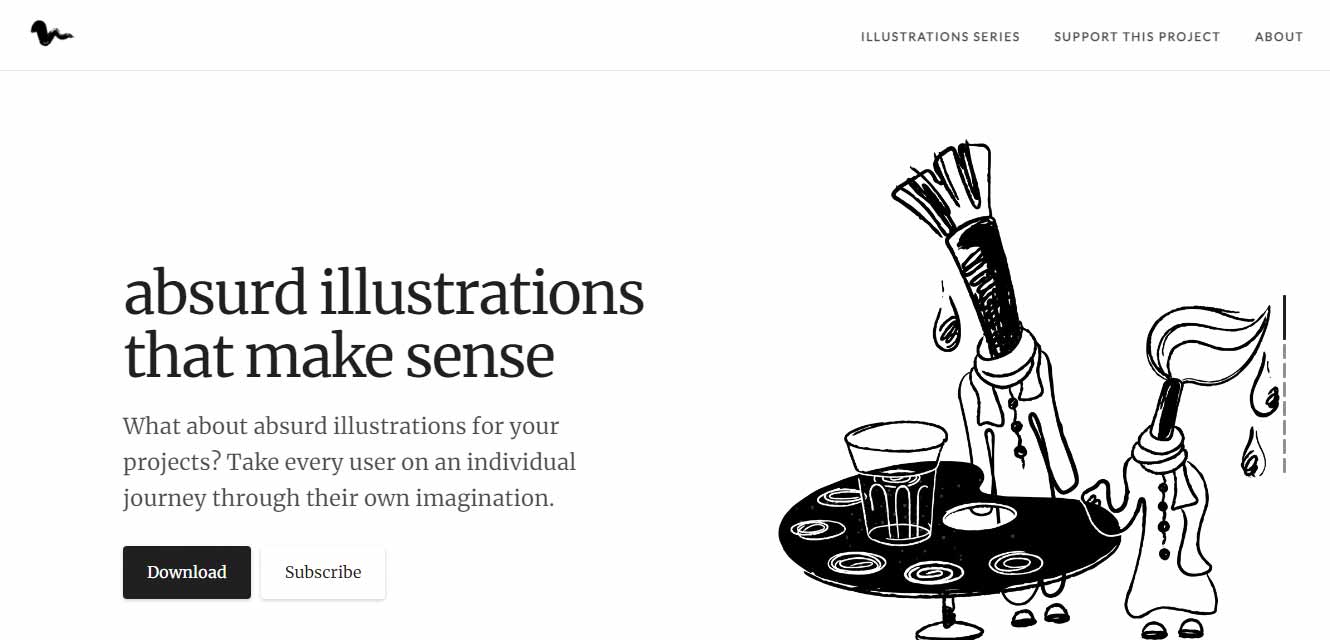 ILLUSTRATIONS SERIES SUPPORT THIS PROJECT ABOUT
absurd illustrations
that make sense
What about absurd illustrations for your
projects? Take every user on an individual
journey through their own imagination.
Download Subscribe